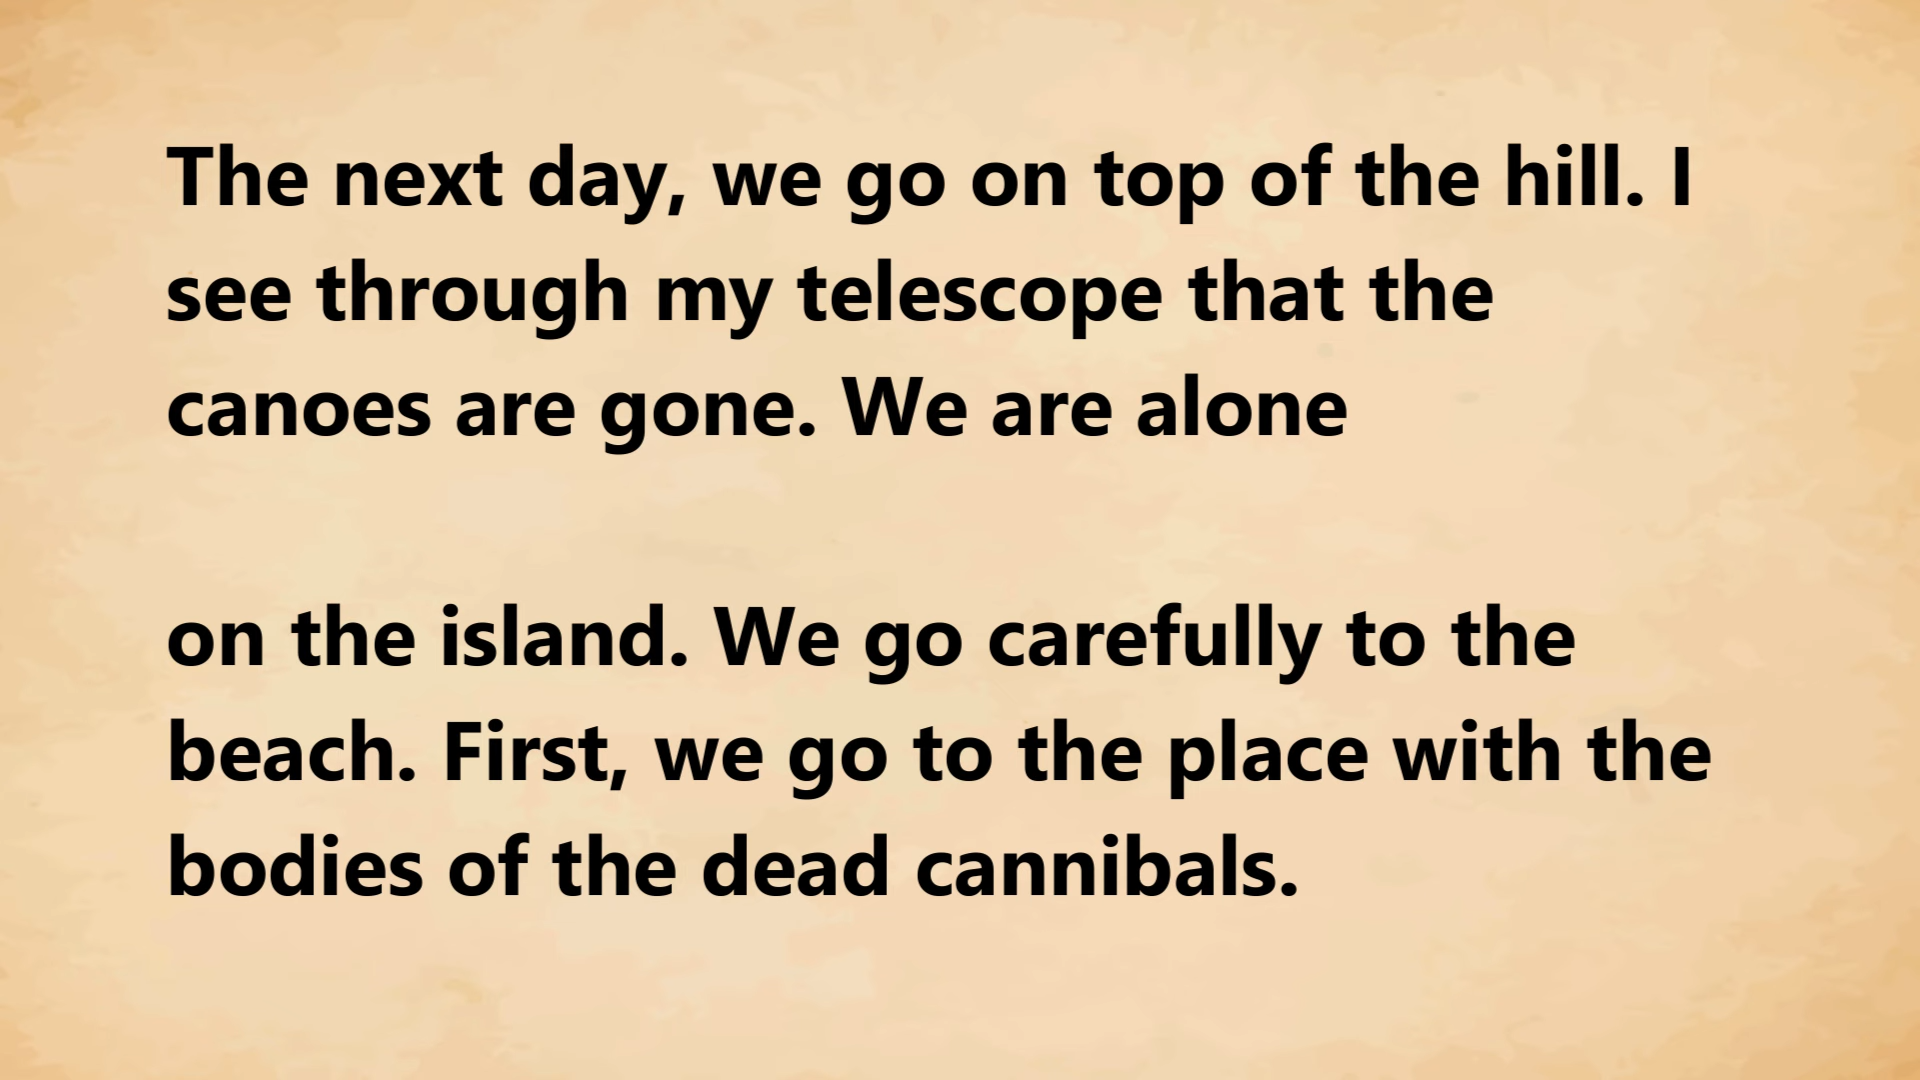 The next day, we go on top of the hill. I
see through my telescope that the
canoes are gone. We are alone
on the island. We go carefully to the
beach. First, we go to the place with the
bodies of the dead cannibals.